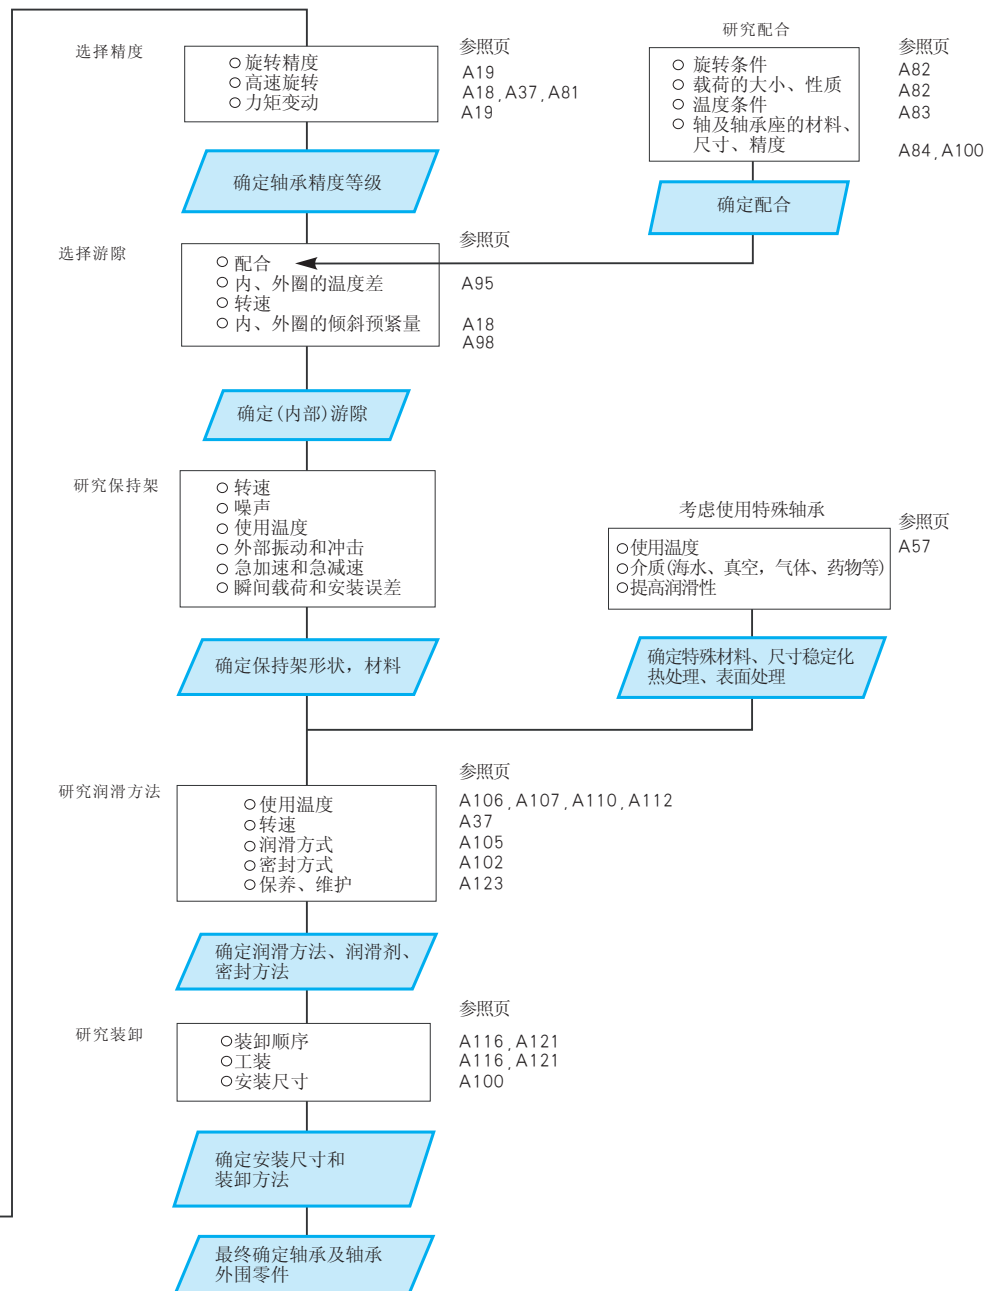 选择精度
○旋转精度
○高速旋转
○力矩变动
参照页
A19
A18,A37,A81
A19
确定轴承精度等级
研究配合
○ 旋转条件
○ 载荷的大小、性质
○ 温度条件
○ 轴及轴承座的材料、
尺寸、精度
参照页
A82
A82
A83
A84,A100
确定配合
选择游隙
○ 配合
○ 内、外圈的温度差
○ 转速
○ 内、外圈的倾斜预紧量
参照页
A95
A18
A98
确定(内部)游隙
研究保持架
○ 转速
○ 噪声
○ 使用温度
○ 外部振动和冲击
○ 急加速和急减速
○ 瞬间载荷和安装误差
确定保持架形状，材料
考虑使用特殊轴承
○使用温度
○介质(海水、真空，气体、药物等)
○提高润滑性
参照页
A57
确定特殊材料、尺寸稳定化
热处理、表面处理
研究润滑方法
○使用温度
○转速
○润滑方式
○密封方式
○保养、维护
参照页
A106,A107,A110,A112
A37
A105
A102
A123
确定润滑方法、润滑剂、
密封方法
研究装卸
○装卸顺序
○工装
○安装尺寸
参照页
A116,A121
A116,A121
A100
确定安装尺寸和
装卸方法
最终确定轴承及轴承
外围零件